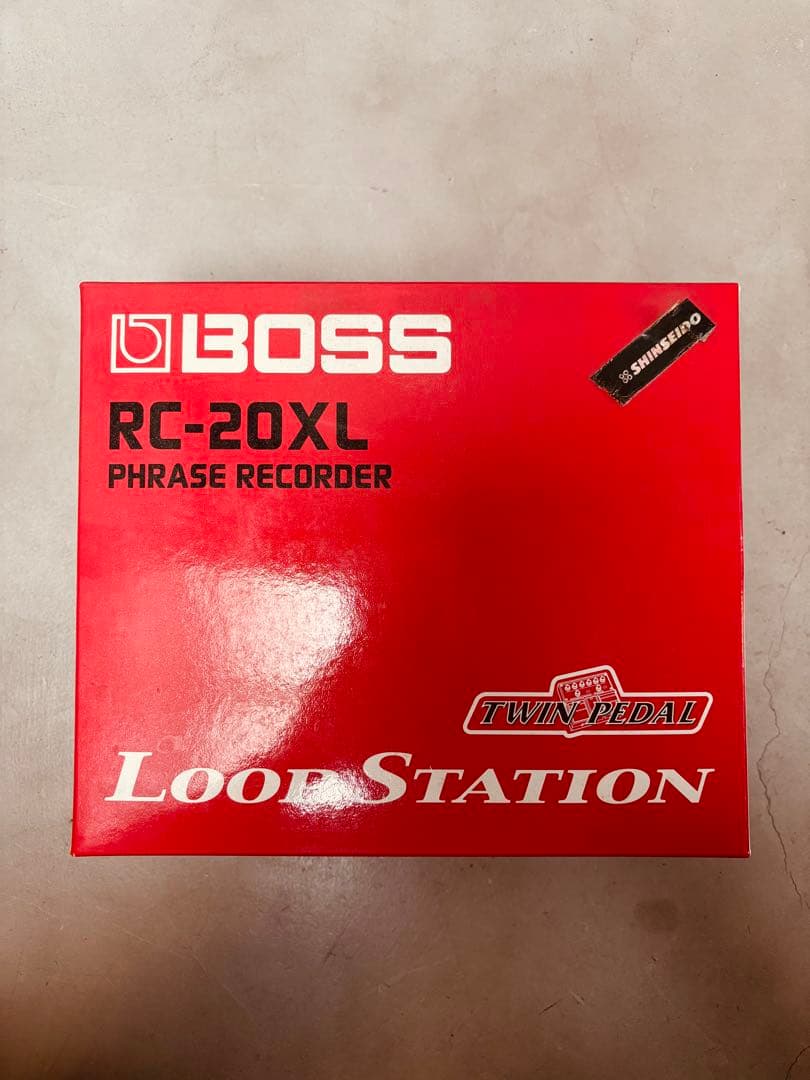 BOSS
SHINSEIDO
RC-20XL
PHRASE RECORDER
TWIN PEDAL
LOOP STATION